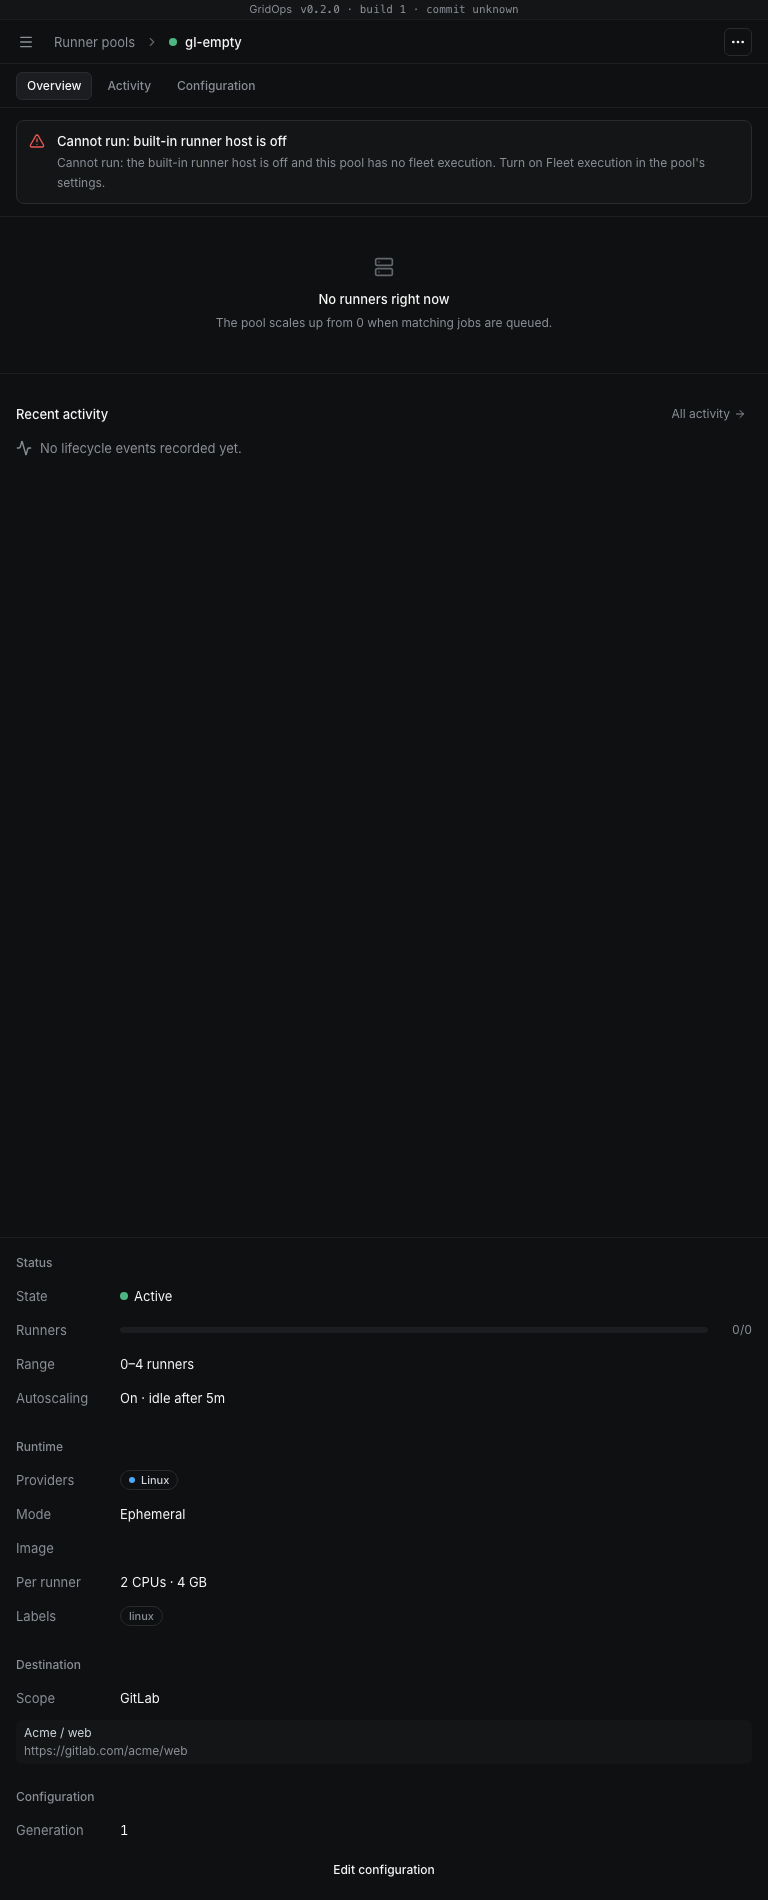 GridOps v0.2.0 · build 1 · commit unknown
Runner pools > gl-empty
Overview Activity Configuration
Cannot run: built-in runner host is off
Cannot run: the built-in runner host is off and this pool has no fleet execution. Turn on Fleet execution in the pool's
settings.
No runners right now
The pool scales up from 0 when matching jobs are queued.
Recent activity All activity →
No lifecycle events recorded yet.
Status
State Active
Runners 0/0
Range 0–4 runners
Autoscaling On · idle after 5m
Runtime
Providers Linux
Mode Ephemeral
Image
Per runner 2 CPUs · 4 GB
Labels linux
Destination
Scope GitLab
Acme / web
https://gitlab.com/acme/web
Configuration
Generation 1
Edit configuration